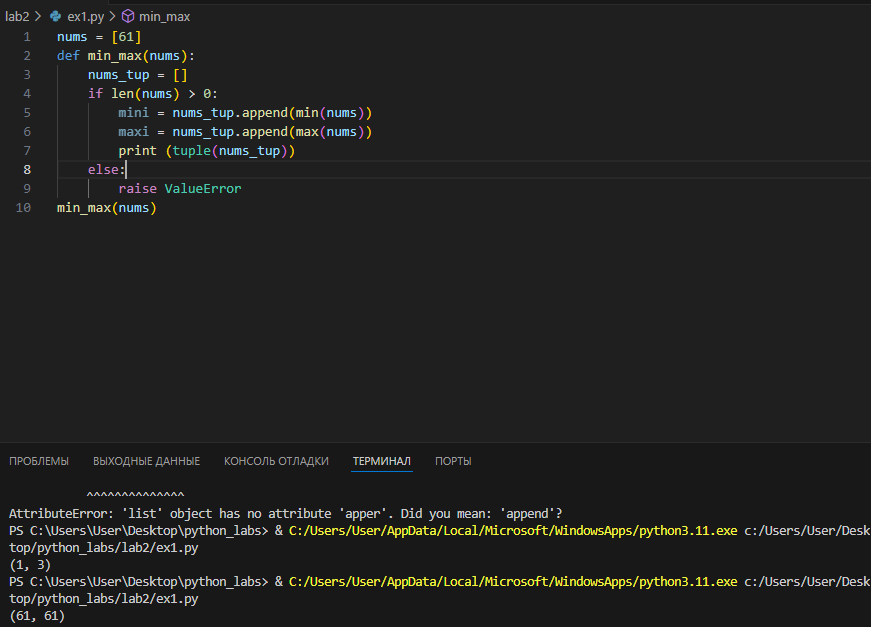 lab2 > ex1.py > min_max
1 nums = [61]
2 def min_max(nums):
3     nums_tup = []
4     if len(nums) > 0:
5         mini = nums_tup.append(min(nums))
6         maxi = nums_tup.append(max(nums))
7         print (tuple(nums_tup))
8     else:
9         raise ValueError
10 min_max(nums)
ПРОБЛЕМЫ ВЫХОДНЫЕ ДАННЫЕ КОНСОЛЬ ОТЛАДКИ ТЕРМИНАЛ ПОРТЫ
^^^^^^^^^^^^^^
AttributeError: 'list' object has no attribute 'apper'. Did you mean: 'append'?
PS C:\Users\User\Desktop\python_labs> & C:/Users/User/AppData/Local/Microsoft/WindowsApps/python3.11.exe c:/Users/User/Desk
top/python_labs/lab2/ex1.py
(1, 3)
PS C:\Users\User\Desktop\python_labs> & C:/Users/User/AppData/Local/Microsoft/WindowsApps/python3.11.exe c:/Users/User/Desk
top/python_labs/lab2/ex1.py
(61, 61)